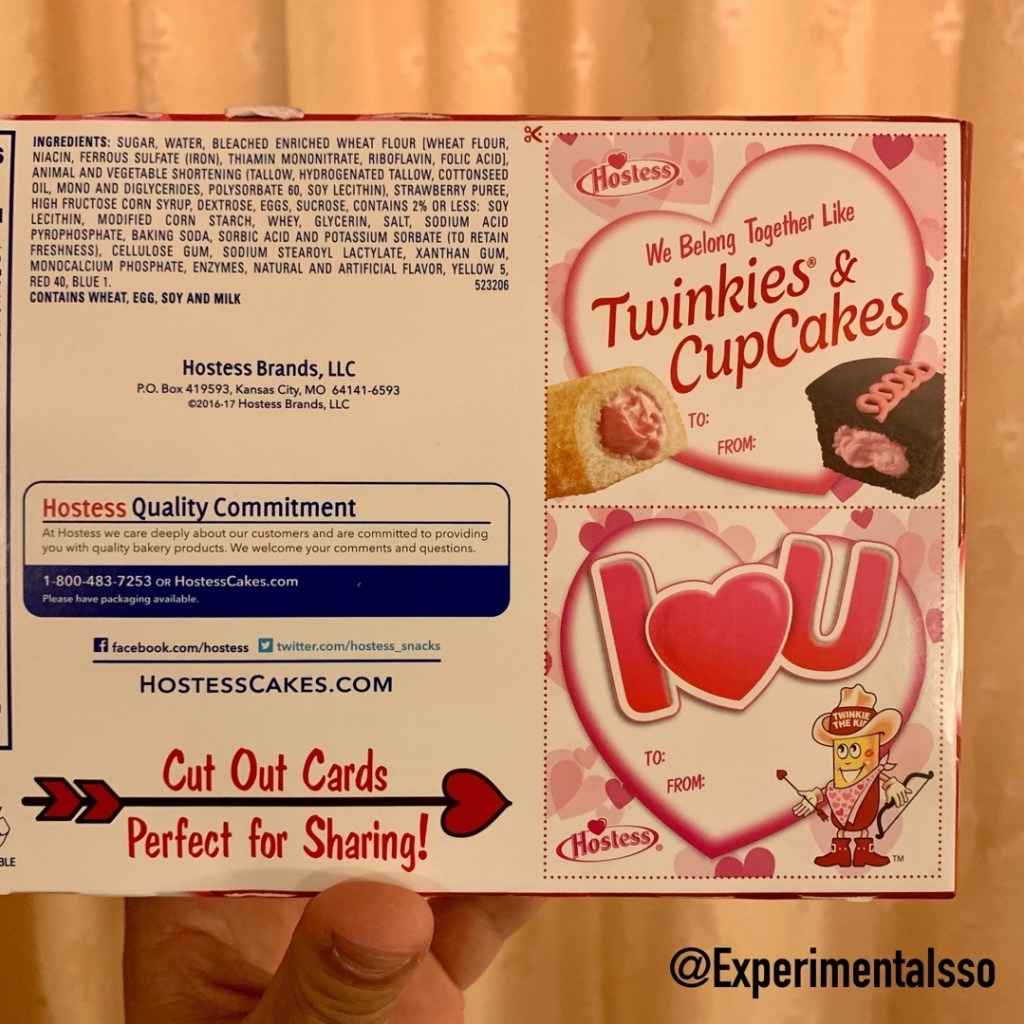 S
INGREDIENTS: SUGAR, WATER, BLEACHED ENRICHED WHEAT FLOUR [WHEAT FLOUR,
NIACIN, FERROUS SULFATE (IRON), THIAMIN MONONITRATE, RIBOFLAVIN, FOLIC ACID],
ANIMAL AND VEGETABLE SHORTENING (TALLOW, HYDROGENATED TALLOW, COTTONSEED
OIL, MONO AND DIGLYCERIDES, POLYSORBATE 60, SOY LECITHIN), STRAWBERRY PUREE,
HIGH FRUCTOSE CORN SYRUP, DEXTROSE, EGGS, SUCROSE, CONTAINS 2% OR LESS: SOY
LECITHIN, MODIFIED CORN STARCH, WHEY, GLYCERIN, SALT, SODIUM ACID
PYROPHOSPHATE, BAKING SODA, SORBIC ACID AND POTASSIUM SORBATE (TO RETAIN
FRESHNESS), CELLULOSE GUM, SODIUM STEAROYL LACTYLATE, XANTHAN GUM,
MONOCALCIUM PHOSPHATE, ENZYMES, NATURAL AND ARTIFICIAL FLAVOR, YELLOW 5,
RED 40, BLUE 1. 523206
CONTAINS WHEAT, EGG, SOY AND MILK
Hostess Brands, LLC
P.O. Box 419593, Kansas City, MO 64141-6593
©2016-17 Hostess Brands, LLC
Hostess Quality Commitment
At Hostess we care deeply about our customers and are committed to providing
you with quality bakery products. We welcome your comments and questions.
1-800-483-7253 OR HostessCakes.com
Please have packaging available.
facebook.com/hostess twitter.com/hostess_snacks
HOSTESSCAKES.COM
Cut Out Cards
Perfect for Sharing!
BLE
Hostess®
We Belong Together Like
Twinkies® &
CupCakes
TO:
FROM:
I ♥ U
TWINKIE
THE KI
TO:
FROM:
Hostess®
TM
@Experimentalsso